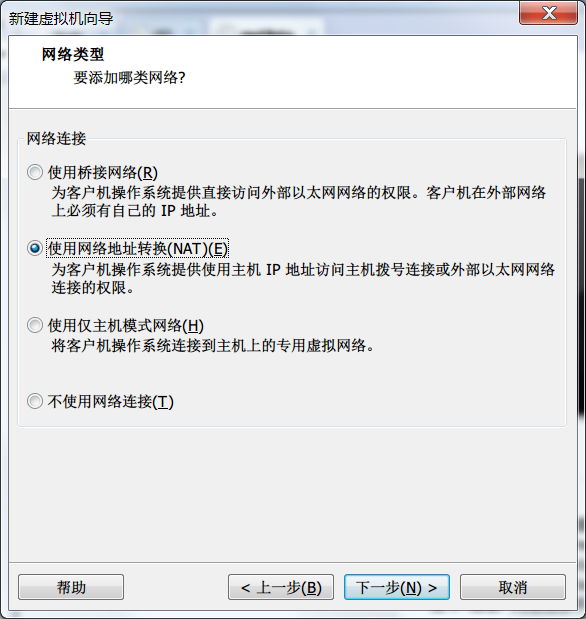 新建虚拟机向导
网络类型
要添加哪类网络?
网络连接
使用桥接网络(R)
为客户机操作系统提供直接访问外部以太网网络的权限。客户机在外部网络
上必须有自己的 IP 地址。
使用网络地址转换(NAT)(E)
为客户机操作系统提供使用主机 IP 地址访问主机拨号连接或外部以太网网络
连接的权限。
使用仅主机模式网络(H)
将客户机操作系统连接到主机上的专用虚拟网络。
不使用网络连接(T)
帮助
< 上一步(B)
下一步(N) >
取消